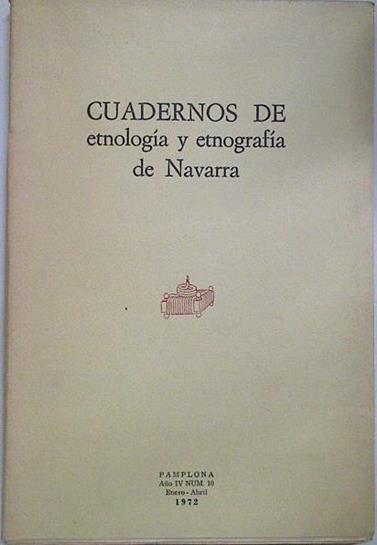 CUADERNOS DE
etnología y etnografía
de Navarra
PAMPLONA
Año IV NUM. 10
Enero - Abril
1972